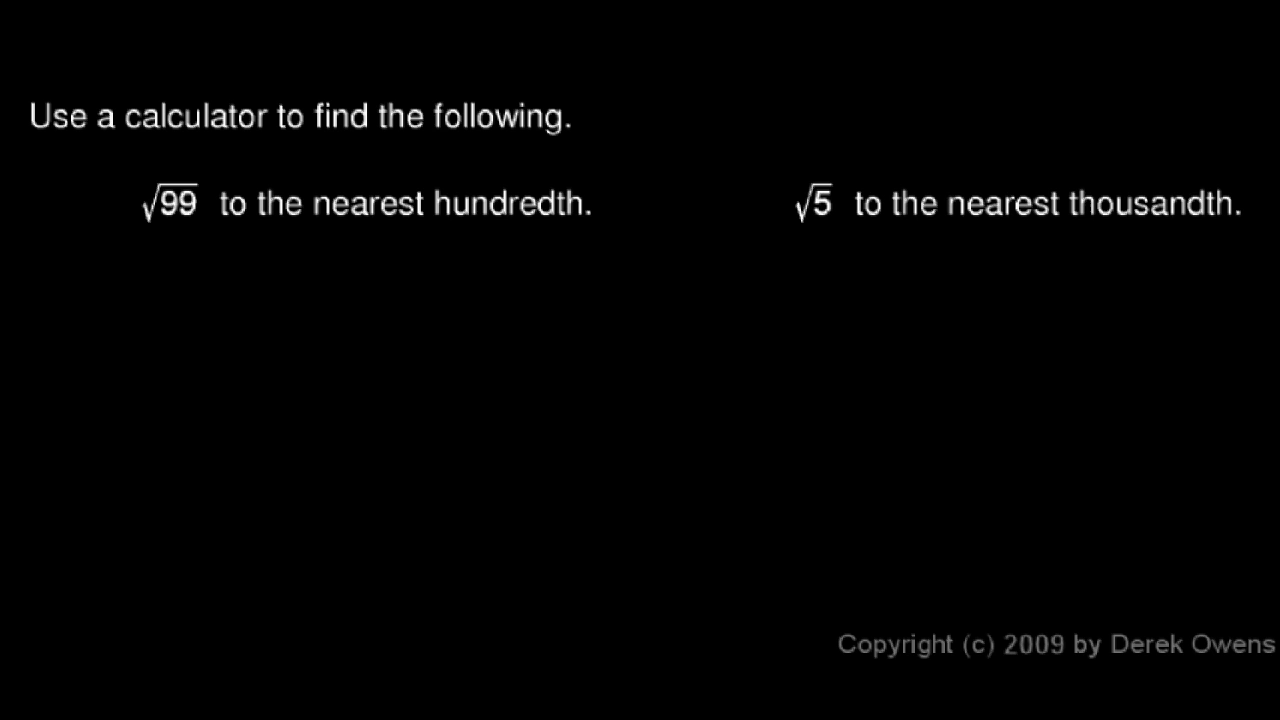 Use a calculator to find the following.
√99 to the nearest hundredth. √5 to the nearest thousandth.
Copyright (c) 2009 by Derek Owens